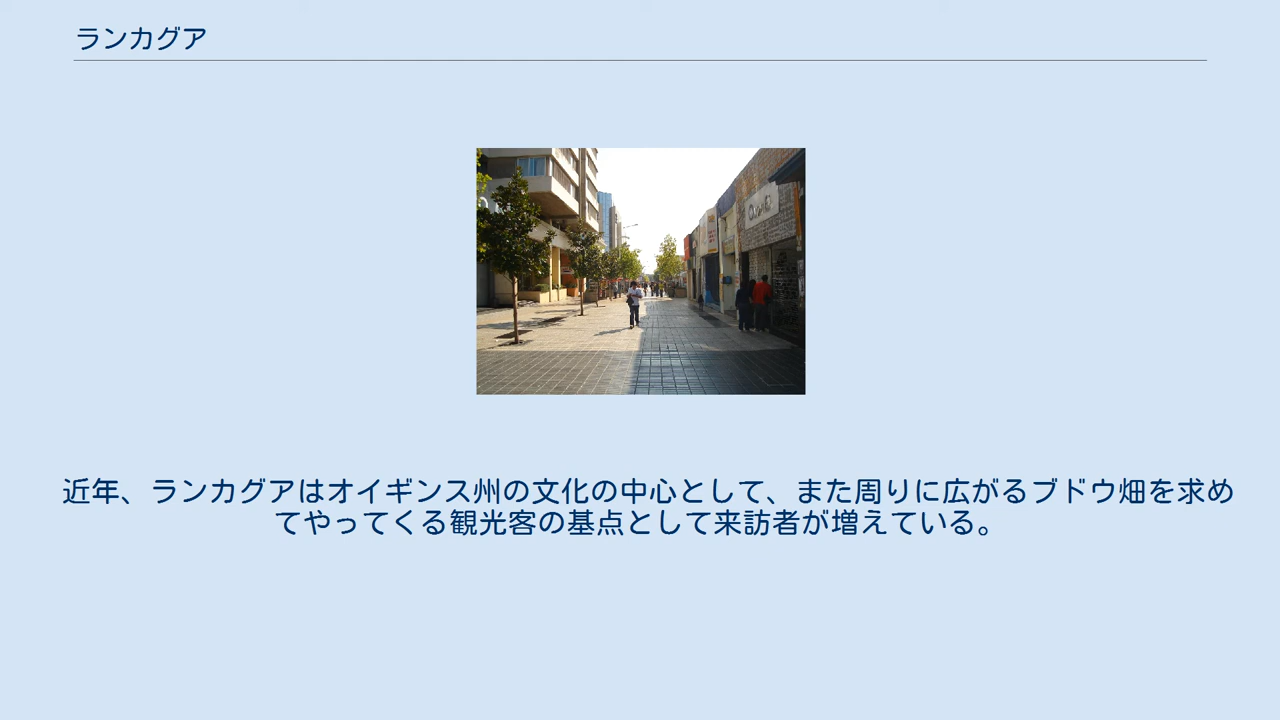 ランカグア
近年、ランカグアはオイギンス州の文化の中心として、また周りに広がるブドウ畑を求め
てやってくる観光客の基点として来訪者が増えている。